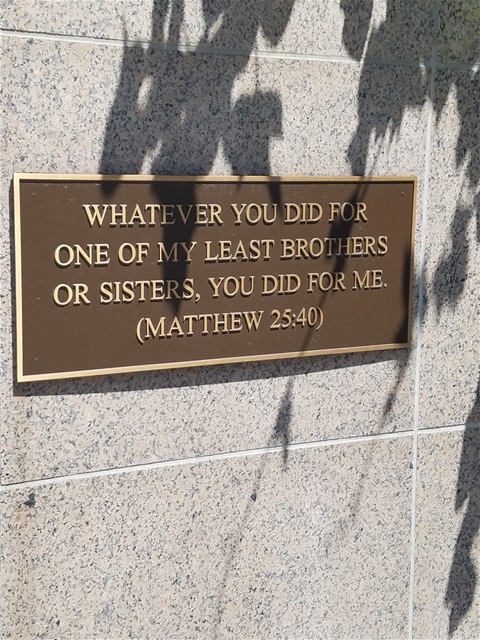 WHATEVER YOU DID FOR
ONE OF MY LEAST BROTHERS
OR SISTERS, YOU DID FOR ME.
(MATTHEW 25:40)